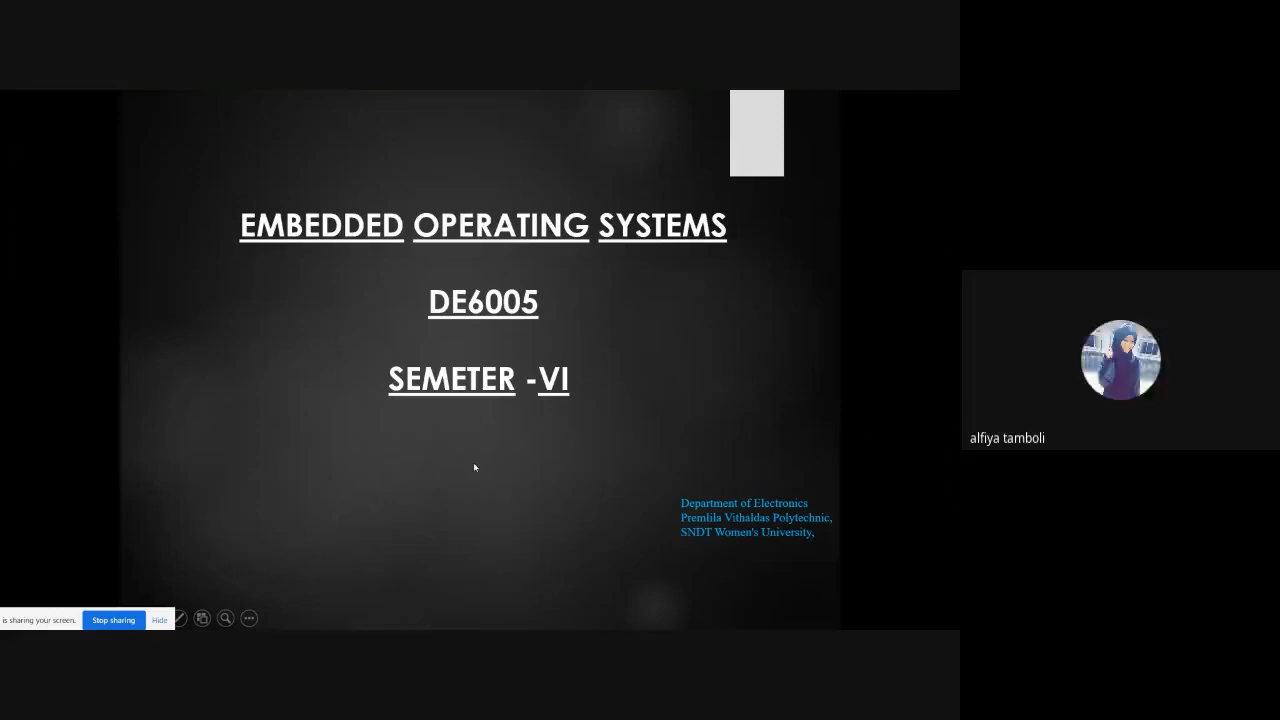 EMBEDDED OPERATING SYSTEMS
DE6005
SEMETER -VI
Department of Electronics
Premlila Vithaldas Polytechnic,
SNDT Women's University,
alfiya tamboli
is sharing your screen. Stop sharing Hide